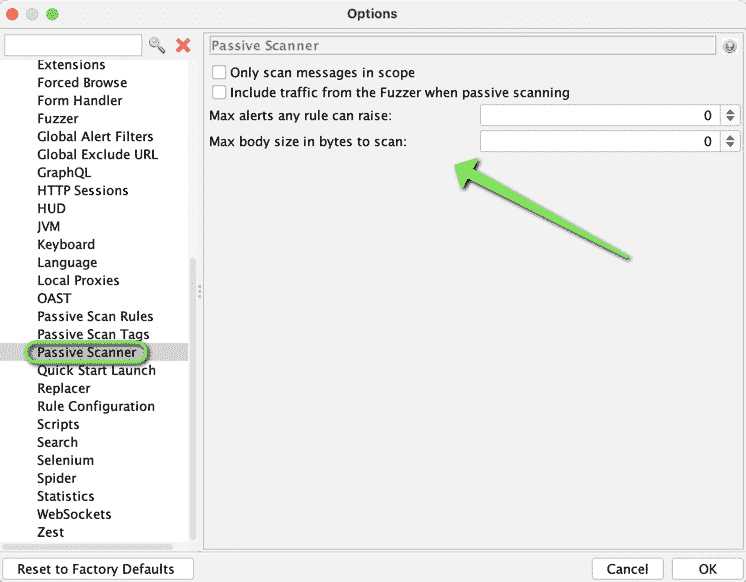 Options
Extensions
Forced Browse
Form Handler
Fuzzer
Global Alert Filters
Global Exclude URL
GraphQL
HTTP Sessions
HUD
JVM
Keyboard
Language
Local Proxies
OAST
Passive Scan Rules
Passive Scan Tags
Passive Scanner
Quick Start Launch
Replacer
Rule Configuration
Scripts
Search
Selenium
Spider
Statistics
WebSockets
Zest
Passive Scanner
Only scan messages in scope
Include traffic from the Fuzzer when passive scanning
Max alerts any rule can raise: 0
Max body size in bytes to scan: 0
Reset to Factory Defaults
Cancel
OK